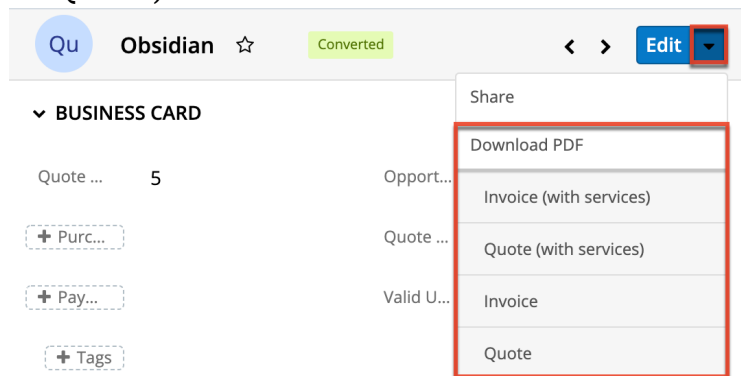 Qu Obsidian Converted Edit
Share
BUSINESS CARD
Download PDF
Quote ... 5 Opport...
Invoice (with services)
+ Purc... Quote ...
Quote (with services)
+ Pay... Valid U...
Invoice
Quote
+ Tags